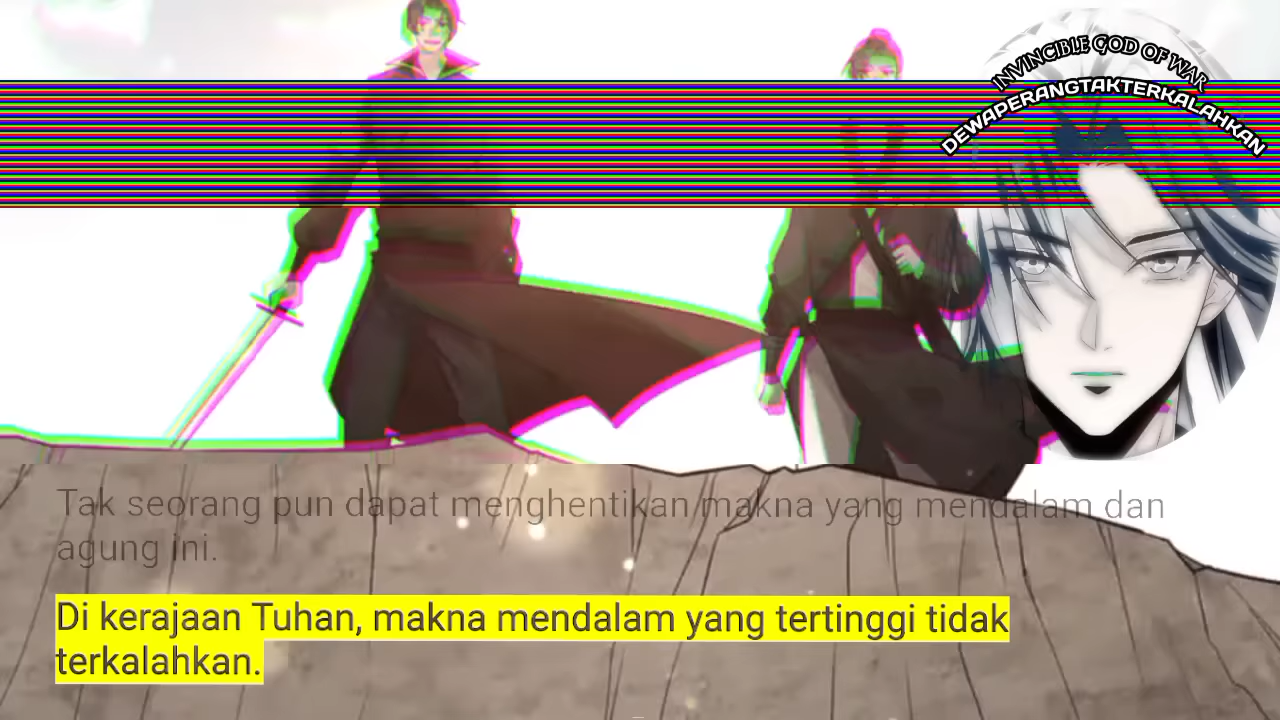 INVINCIBLE GOD OF WAR
DEWAPERANGTAKTERKALAHKAN
Tak seorang pun dapat menghentikan makna yang mendalam dan
agung ini.
Di kerajaan Tuhan, makna mendalam yang tertinggi tidak
terkalahkan.